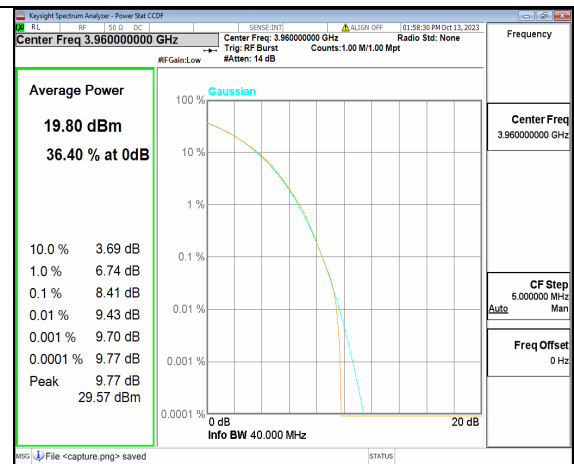 Keysight Spectrum Analyzer - Power Stat CCDF
RL RF 50 Ω DC SENSE:INT ALIGN OFF 01:58:30 PM Oct 13, 2023
Center Freq 3.960000000 GHz
Center Freq: 3.960000000 GHz Radio Std: None
Trig: RF Burst Counts:1.00 M/1.00 Mpt
#IFGain:Low #Atten: 14 dB
Frequency
Average Power
19.80 dBm
36.40 % at 0dB
10.0 % 3.69 dB
1.0 % 6.74 dB
0.1 % 8.41 dB
0.01 % 9.43 dB
0.001 % 9.70 dB
0.0001 % 9.77 dB
Peak 9.77 dB
29.57 dBm
100 % Gaussian
10 %
1 %
0.1 %
0.01 %
0.001 %
0.0001 %
0 dB 20 dB
Info BW 40.000 MHz
Center Freq
3.960000000 GHz
CF Step
5.000000 MHz
Auto Man
Freq Offset
0 Hz
MSG File <capture.png> saved STATUS